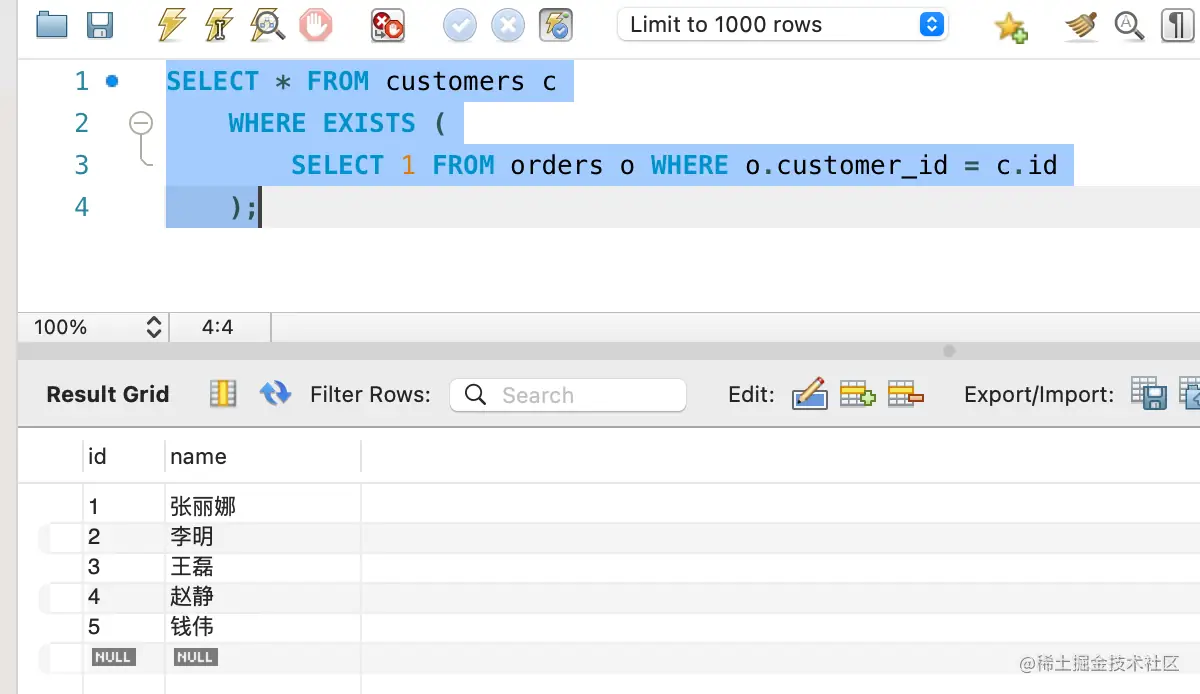 Limit to 1000 rows
1 SELECT * FROM customers c
2 WHERE EXISTS (
3 SELECT 1 FROM orders o WHERE o.customer_id = c.id
4 );
100% 4:4
Result Grid Filter Rows: Search Edit: Export/Import:
id name
1 张丽娜
2 李明
3 王磊
4 赵静
5 钱伟
NULL NULL
@稀土掘金技术社区